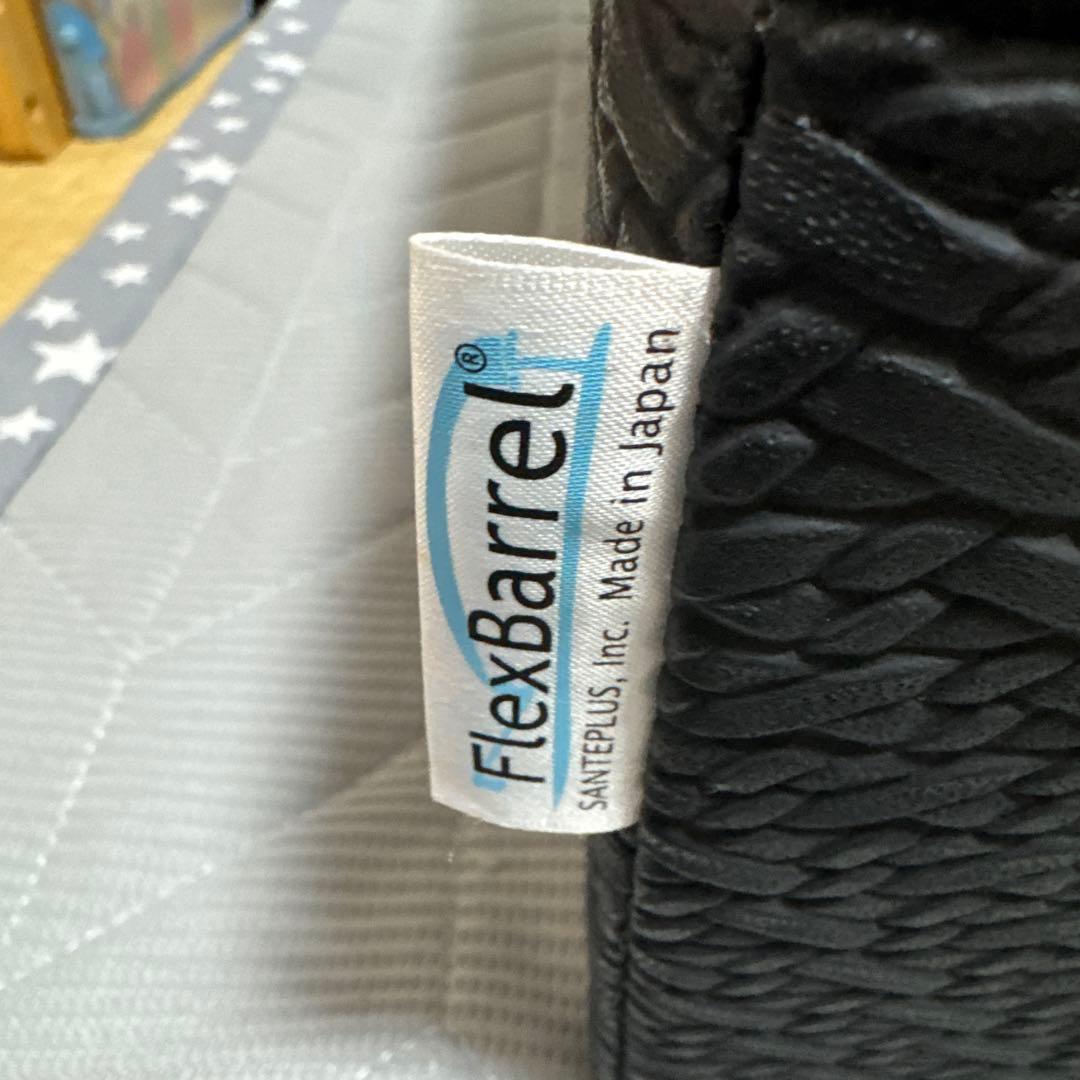 FlexBarrel®
SANTEPLUS, Inc. Made in Japan